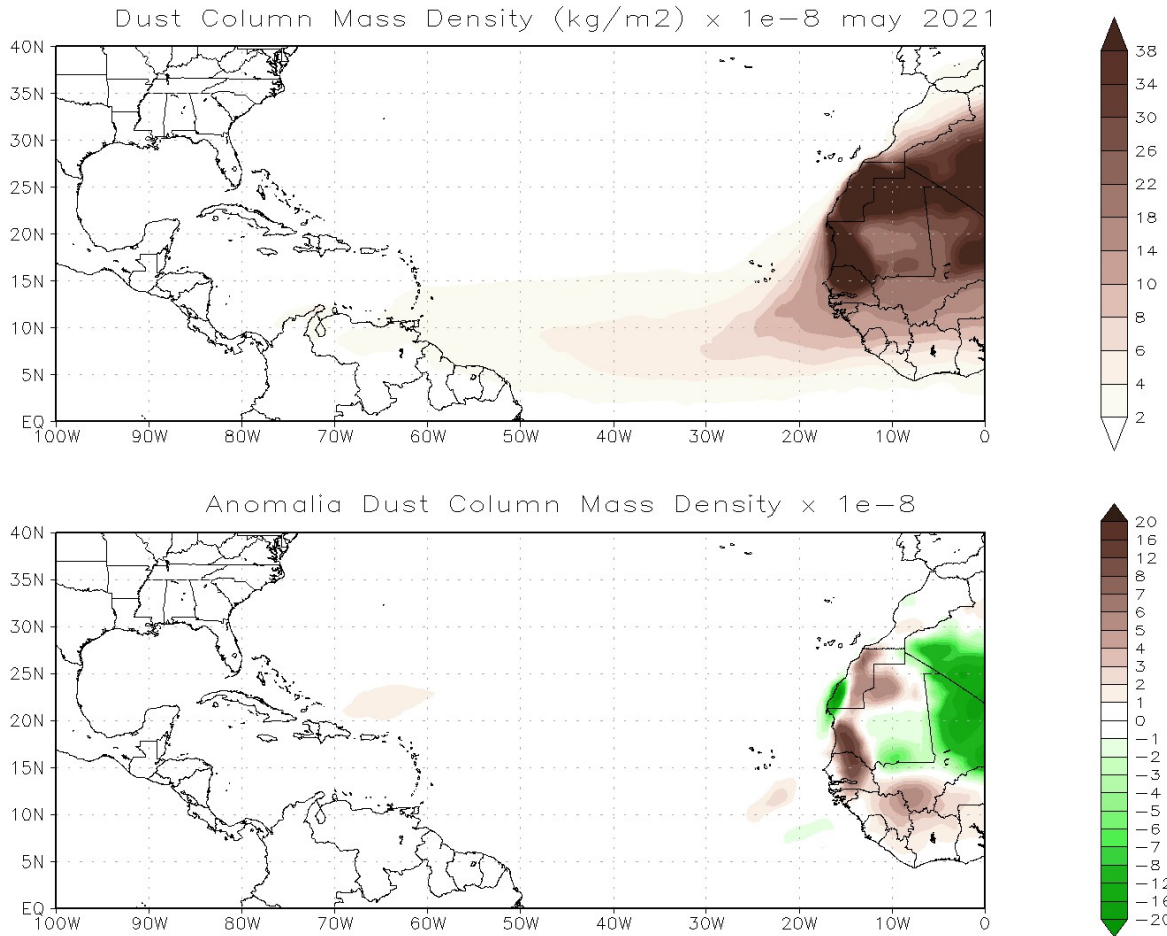 Dust Column Mass Density (kg/m2) x 1e-8 may 2021
40N
35N
30N
25N
20N
15N
10N
5N
EQ
100W 90W 80W 70W 60W 50W 40W 30W 20W 10W 0
38
34
30
26
22
18
14
10
8
6
4
2
Anomalia Dust Column Mass Density x 1e-8
40N
35N
30N
25N
20N
15N
10N
5N
EQ
100W 90W 80W 70W 60W 50W 40W 30W 20W 10W 0
20
16
12
8
7
6
5
4
3
2
1
0
-1
-2
-3
-4
-5
-6
-7
-8
-12
-16
-20